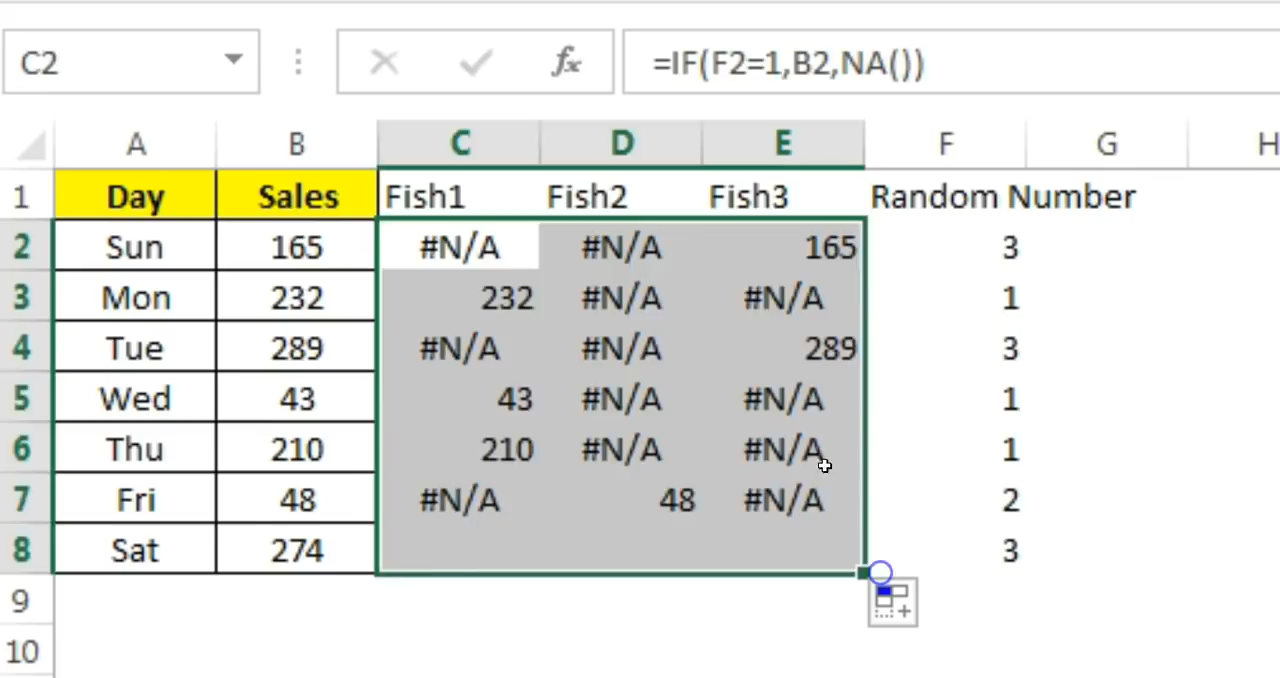 C2 fx =IF(F2=1,B2,NA())
A B C D E F G H
1 Day Sales Fish1 Fish2 Fish3 Random Number
2 Sun 165 #N/A #N/A 165 3
3 Mon 232 232 #N/A #N/A 1
4 Tue 289 #N/A #N/A 289 3
5 Wed 43 43 #N/A #N/A 1
6 Thu 210 210 #N/A #N/A 1
7 Fri 48 #N/A 48 #N/A 2
8 Sat 274 3
9
10